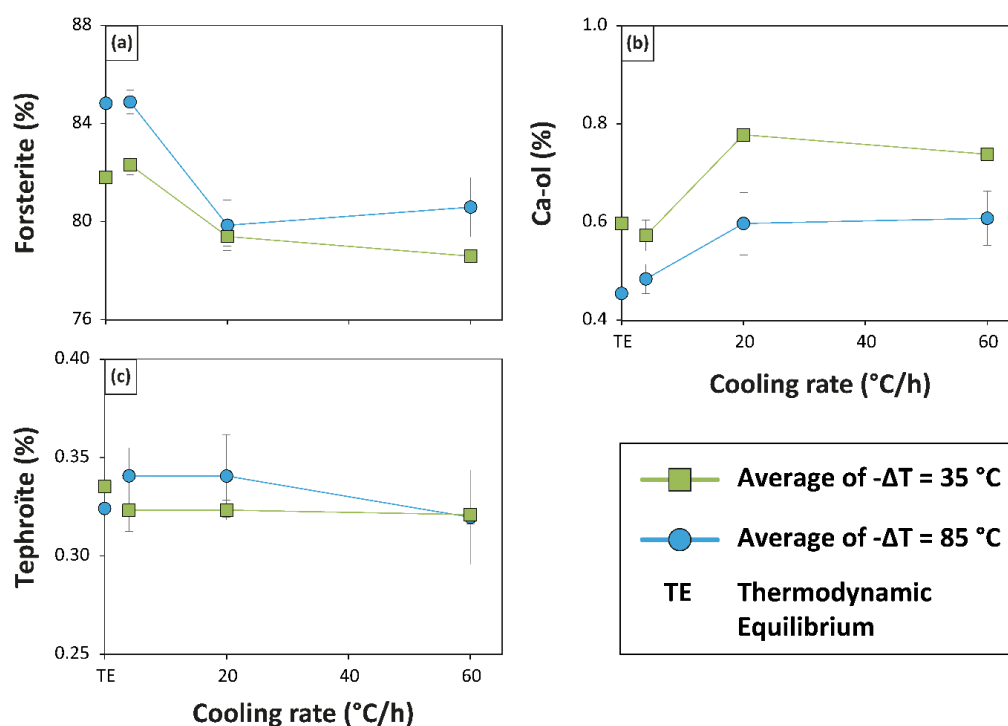 (a)
Forsterite (%)
88
84
80
76
(b)
Ca-ol (%)
1.0
0.8
0.6
0.4
TE 20 40 60
Cooling rate (°C/h)
(c)
Tephroïte (%)
0.40
0.35
0.30
0.25
TE 20 40 60
Cooling rate (°C/h)
Average of -ΔT = 35 °C
Average of -ΔT = 85 °C
TE Thermodynamic
Equilibrium